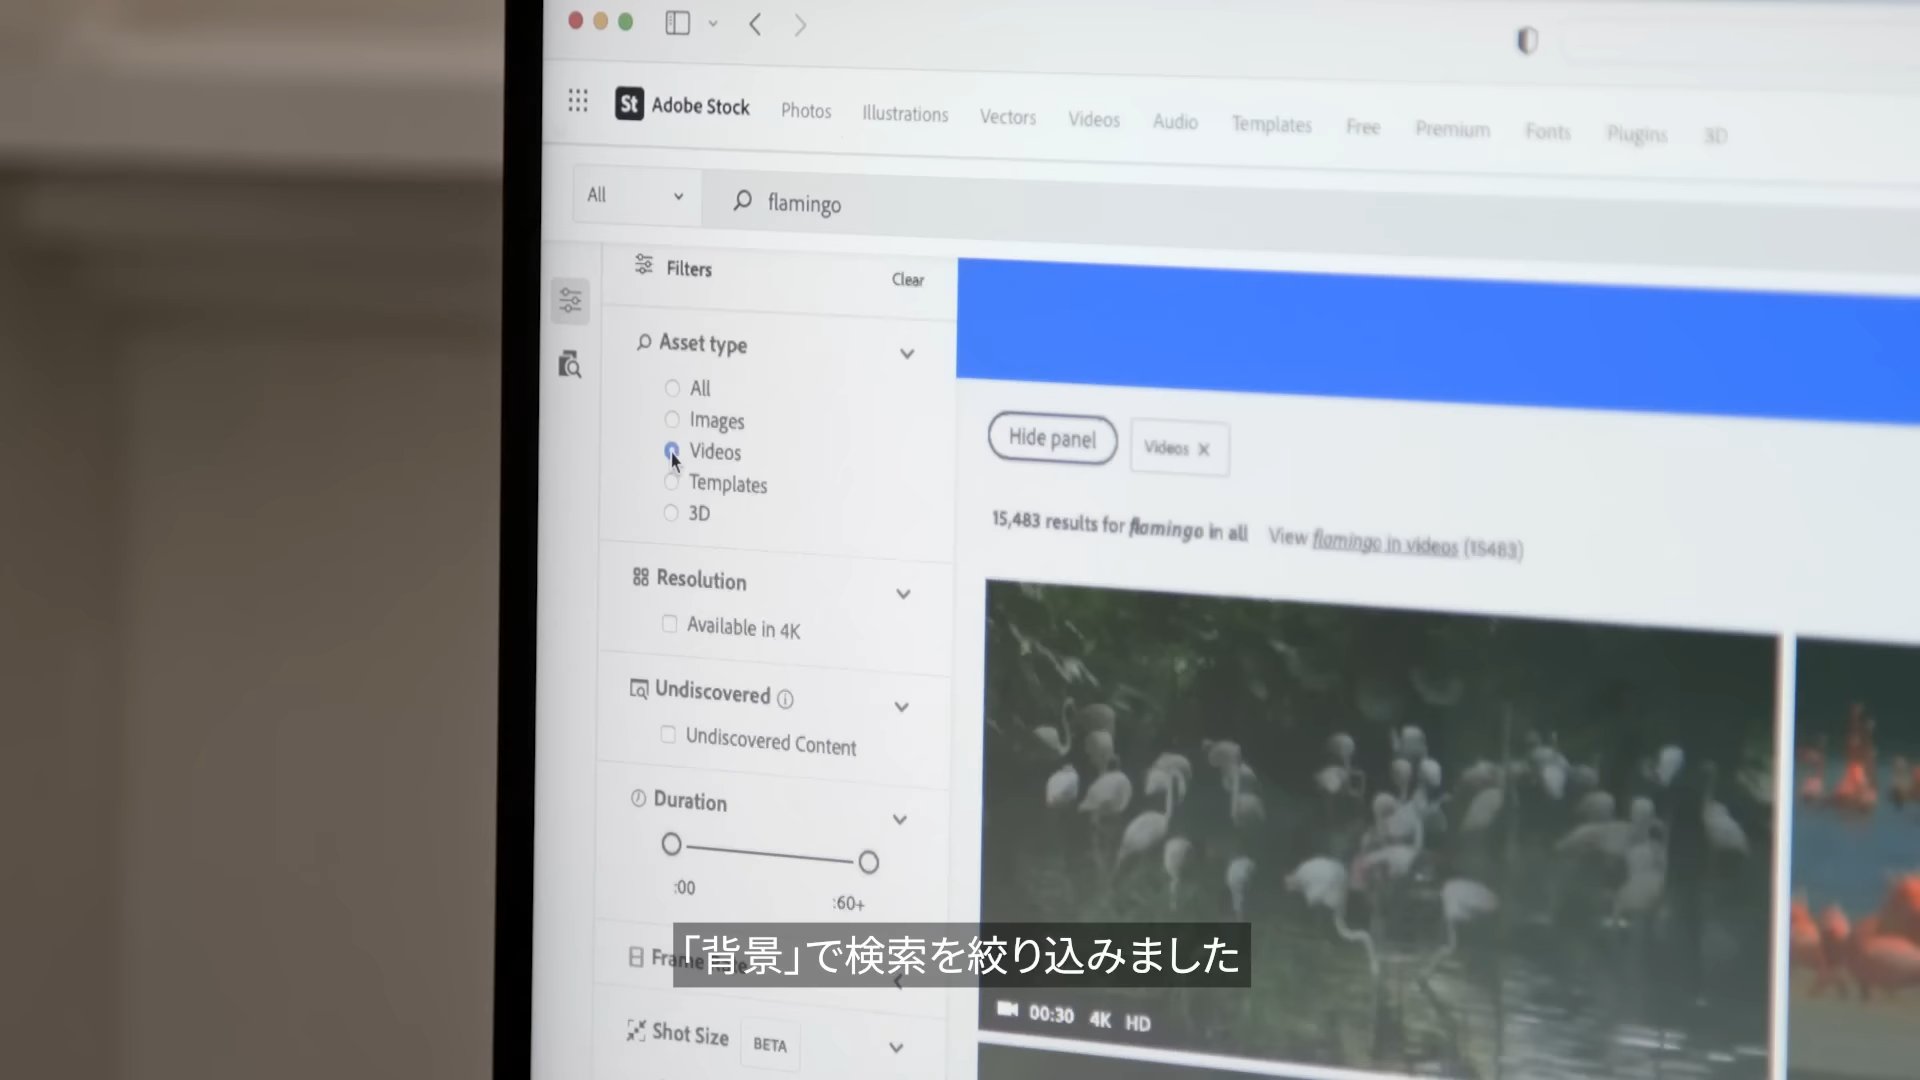 St Adobe Stock Photos Illustrations Vectors Videos Audio Templates Free Premium Fonts Plugins 3D
All flamingo
Filters Clear
Asset type
All
Images
Videos
Templates
3D
Resolution
Available in 4K
Undiscovered
Undiscovered Content
Duration
:00 :60+
Shot Size BETA
Hide panel Videos X
15,483 results for flamingo in all View flamingo in videos (15483)
00:30 4K HD
「背景」で検索を絞り込みました